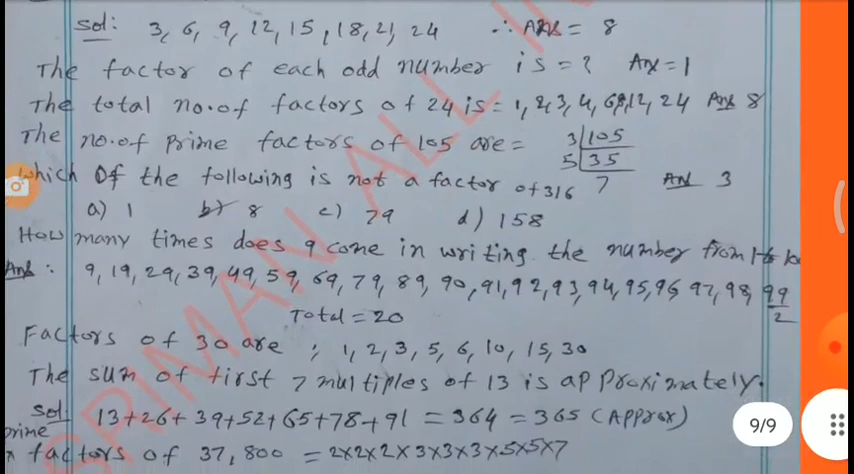 Sol: 3, 6, 9, 12, 15, 18, 21, 24 ∴ Ans = 8
The factor of each odd number is = ? Ans = 1
The total no. of factors of 24 is = 1, 2, 3, 4, 6, 8, 12, 24 Ans 8
The no. of Prime factors of 105 are = 3|105
5|35
7 Ans 3
which Of the following is not a factor of 316
a) 1 b) 8 c) 79 d) 158
How many times does 9 come in writing the number from 1 to
Ans: 9, 19, 29, 39, 49, 59, 69, 79, 89, 90, 91, 92, 93, 94, 95, 96, 97, 98, 99
2
Total = 20
Factors of 30 are ; 1, 2, 3, 5, 6, 10, 15, 30
The sum of first 7 multiples of 13 is approximately.
Sol: 13+26+39+52+65+78+91 = 364 = 365 (Approx)
prime
factors of 37,800 = 2×2×2×3×3×3×5×5×7
SRIMAN ALL IN
9/9